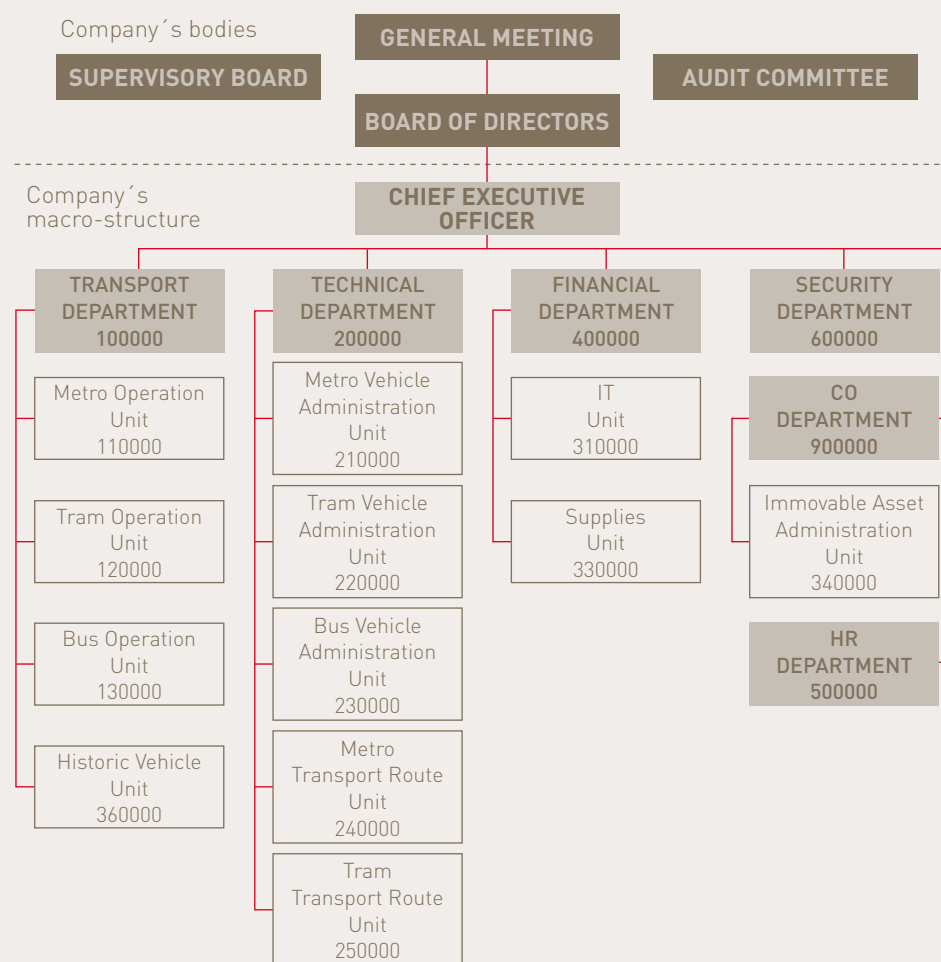 Company´s bodies
GENERAL MEETING
SUPERVISORY BOARD
AUDIT COMMITTEE
BOARD OF DIRECTORS
Company´s
macro-structure
CHIEF EXECUTIVE
OFFICER
TRANSPORT
DEPARTMENT
100000
Metro Operation
Unit
110000
Tram Operation
Unit
120000
Bus Operation
Unit
130000
Historic Vehicle
Unit
360000
TECHNICAL
DEPARTMENT
200000
Metro Vehicle
Administration
Unit
210000
Tram Vehicle
Administration
Unit
220000
Bus Vehicle
Administration
Unit
230000
Metro
Transport Route
Unit
240000
Tram
Transport Route
Unit
250000
FINANCIAL
DEPARTMENT
400000
IT
Unit
310000
Supplies
Unit
330000
SECURITY
DEPARTMENT
600000
CO
DEPARTMENT
900000
Immovable Asset
Administration
Unit
340000
HR
DEPARTMENT
500000